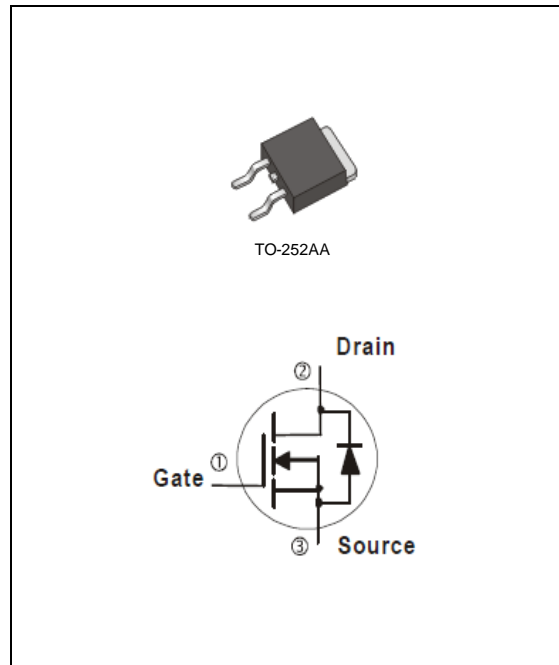 TO-252AA
Drain
②
①
Gate
③
Source